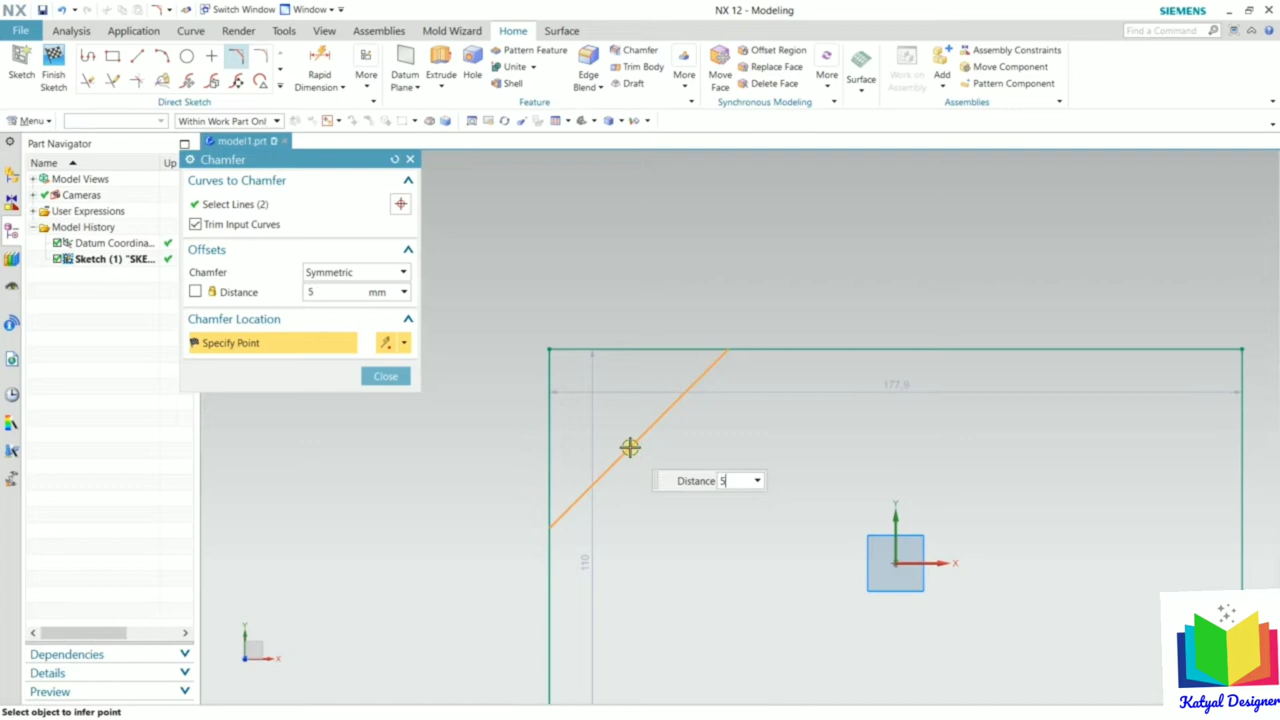 NX
Switch Window
Window
NX 12 - Modeling
SIEMENS
File
Analysis
Application
Curve
Render
Tools
View
Assemblies
Mold Wizard
Home
Surface
Find a Command
Sketch
Finish Sketch
Rapid Dimension
More
Datum Plane
Extrude
Hole
Pattern Feature
Unite
Shell
Edge Blend
Chamfer
Trim Body
Draft
More
Move Face
Offset Region
Replace Face
Delete Face
More
Surface
Work on Assembly
Add
Assembly Constraints
Move Component
Pattern Component
Direct Sketch
Feature
Synchronous Modeling
Assemblies
Menu
Within Work Part Onl
Part Navigator
Name
Up
Model Views
Cameras
User Expressions
Model History
Datum Coordina...
Sketch (1) "SKE...
Dependencies
Details
Preview
model1.prt
Chamfer
Curves to Chamfer
Select Lines (2)
Trim Input Curves
Offsets
Chamfer
Symmetric
Distance
5
mm
Chamfer Location
Specify Point
Close
177,9
Distance 5
110
Y
X
Y
X
Katyal Designer
Select object to infer point